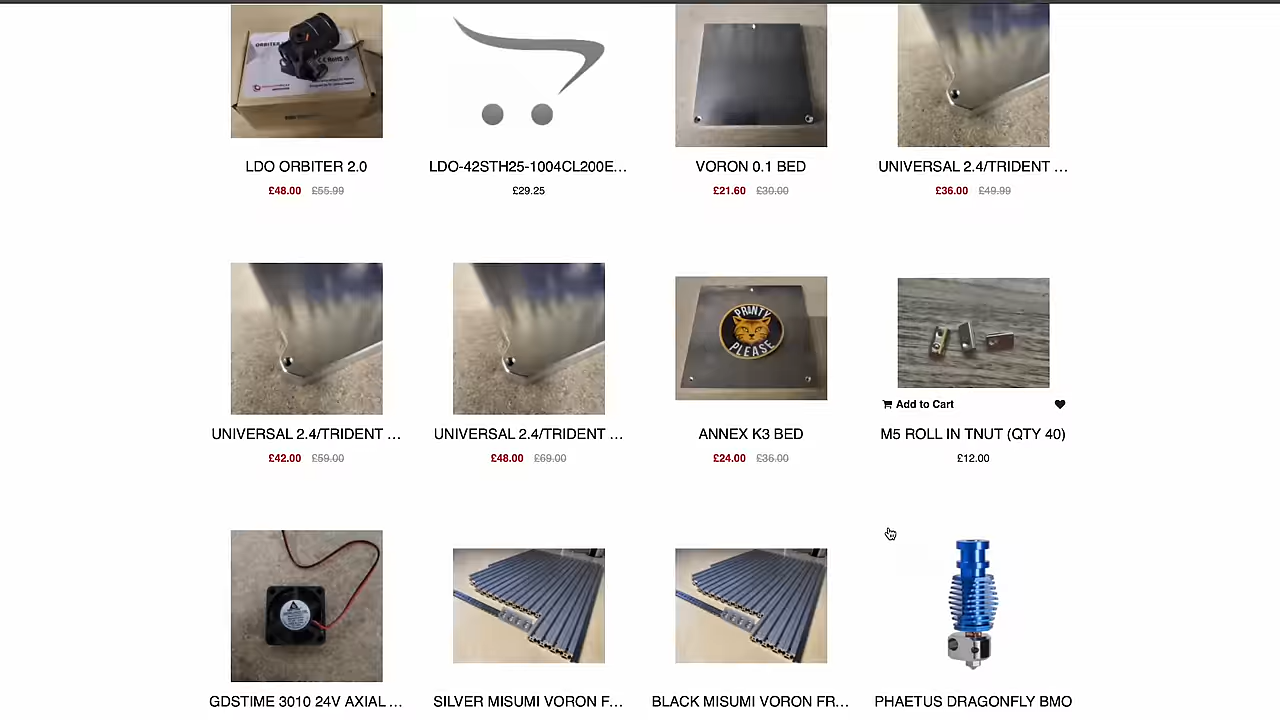 ORBITER
LDO ORBITER 2.0
£48.00 £55.99
LDO-42STH25-1004CL200E...
£29.25
VORON 0.1 BED
£21.60 £30.00
UNIVERSAL 2.4/TRIDENT ...
£36.00 £49.99
UNIVERSAL 2.4/TRIDENT ...
£42.00 £59.00
UNIVERSAL 2.4/TRIDENT ...
£48.00 £69.00
PRINTY
PLEASE
ANNEX K3 BED
£24.00 £36.00
Add to Cart
M5 ROLL IN TNUT (QTY 40)
£12.00
GDSTIME 3010 24V AXIAL ...
SILVER MISUMI VORON F...
BLACK MISUMI VORON FR...
PHAETUS DRAGONFLY BMO